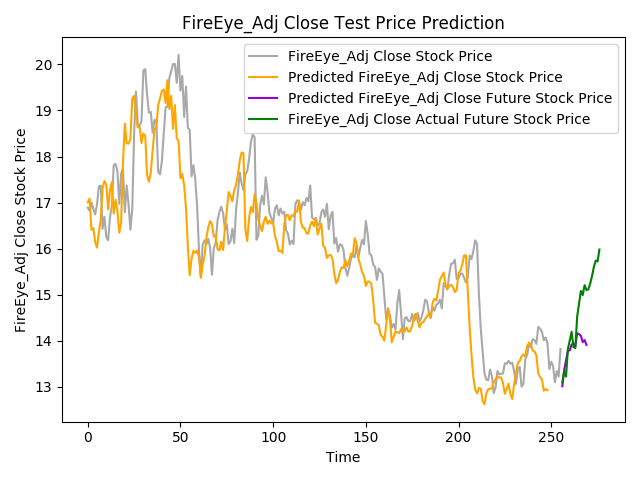 FireEye_Adj Close Test Price Prediction
FireEye_Adj Close Stock Price
Predicted FireEye_Adj Close Stock Price
Predicted FireEye_Adj Close Future Stock Price
FireEye_Adj Close Actual Future Stock Price
FireEye_Adj Close Stock Price
20
19
18
17
16
15
14
13
0
50
100
150
200
250
Time